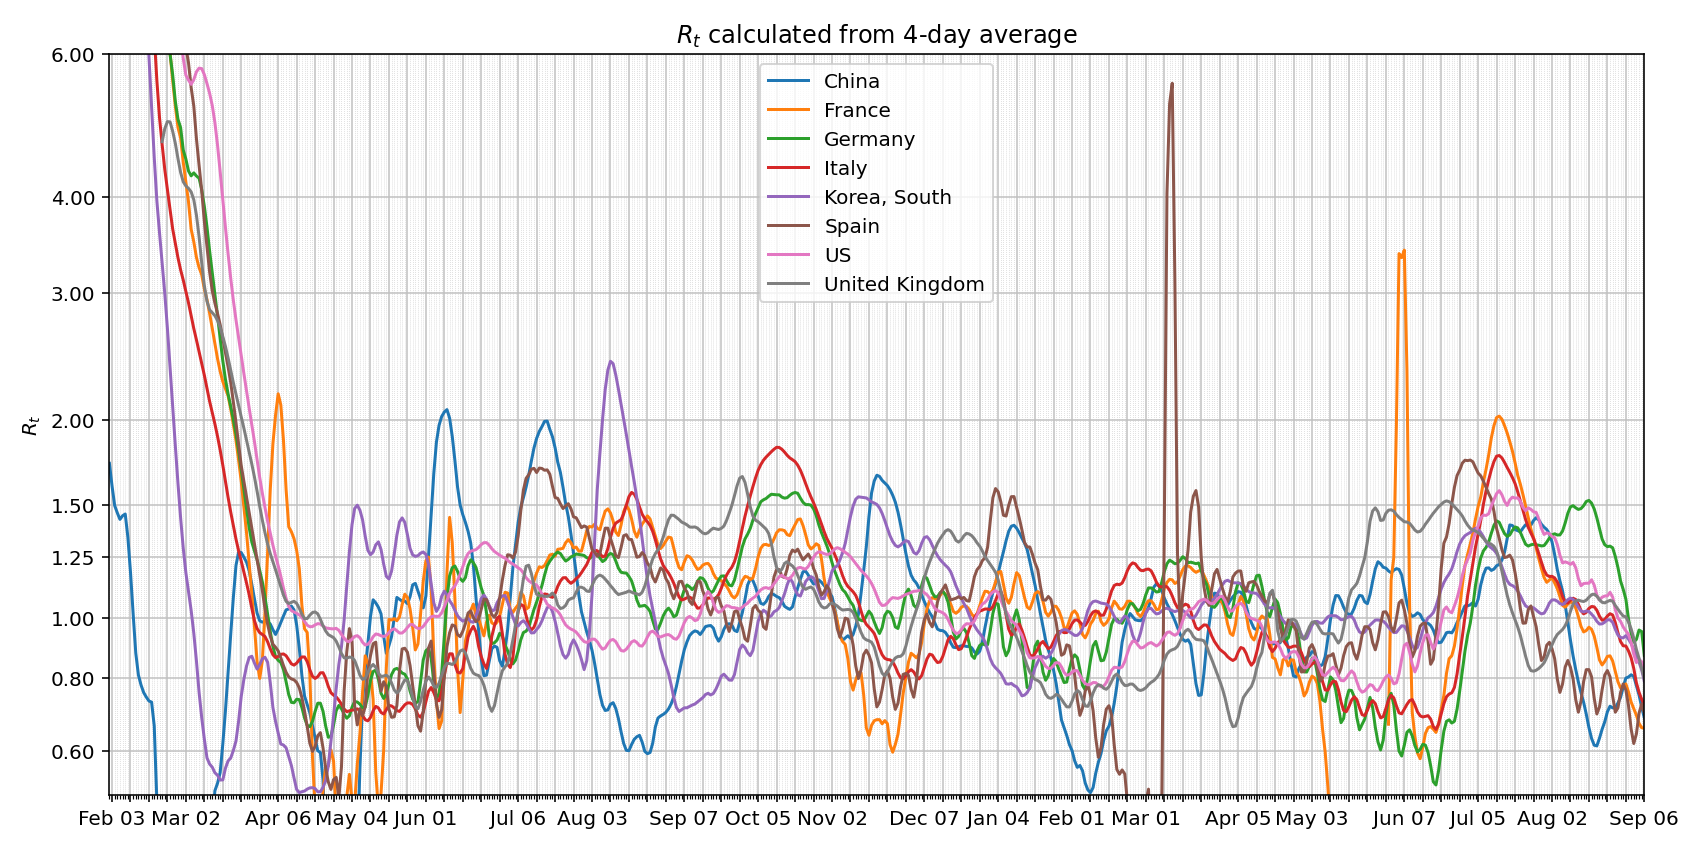 Rt calculated from 4-day average
6.00
4.00
3.00
2.00
1.50
1.25
1.00
0.80
0.60
Rt
China
France
Germany
Italy
Korea, South
Spain
US
United Kingdom
Feb 03 Mar 02 Apr 06 May 04 Jun 01 Jul 06 Aug 03 Sep 07 Oct 05 Nov 02 Dec 07 Jan 04 Feb 01 Mar 01 Apr 05 May 03 Jun 07 Jul 05 Aug 02 Sep 06